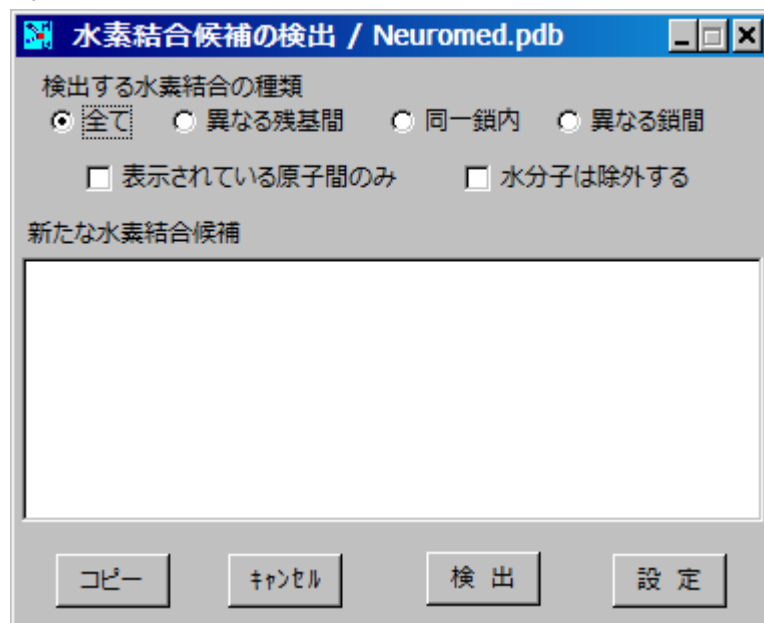 水素結合候補の検出 / Neuromed.pdb
検出する水素結合の種類
全て 異なる残基間 同一鎖内 異なる鎖間
表示されている原子間のみ 水分子は除外する
新たな水素結合候補
コピー ｷｬﾝｾﾙ 検 出 設 定